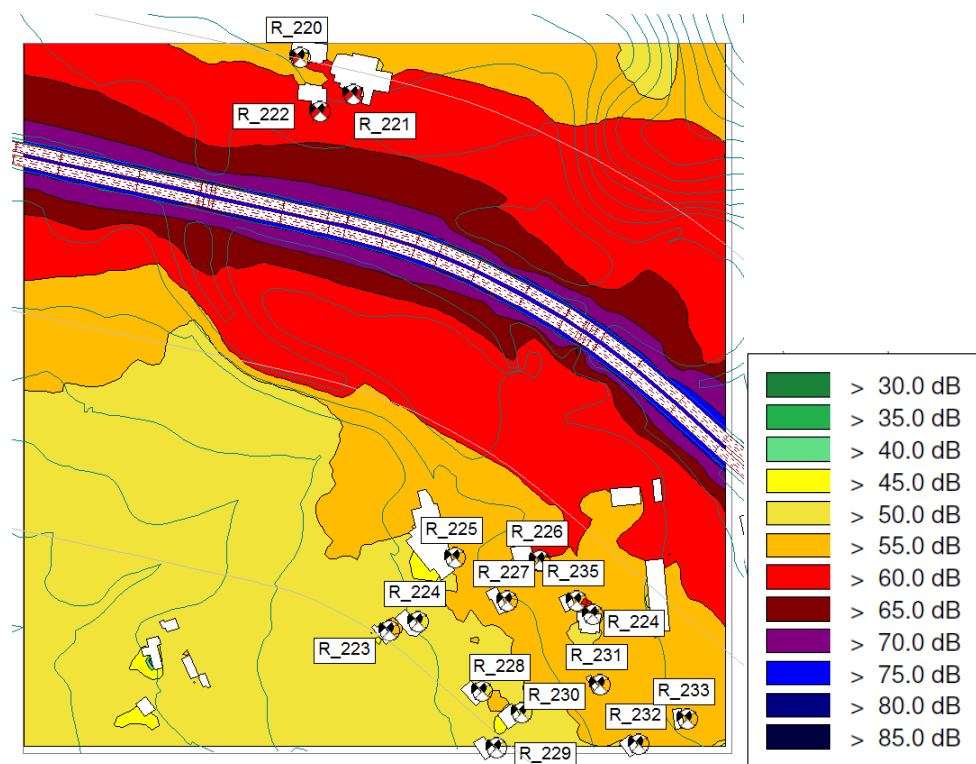 R_220
R_222
R_221
R_225
R_226
R_227
R_235
R_224
R_224
R_223
R_231
R_228
R_230
R_233
R_232
R_229
> 30.0 dB
> 35.0 dB
> 40.0 dB
> 45.0 dB
> 50.0 dB
> 55.0 dB
> 60.0 dB
> 65.0 dB
> 70.0 dB
> 75.0 dB
> 80.0 dB
> 85.0 dB